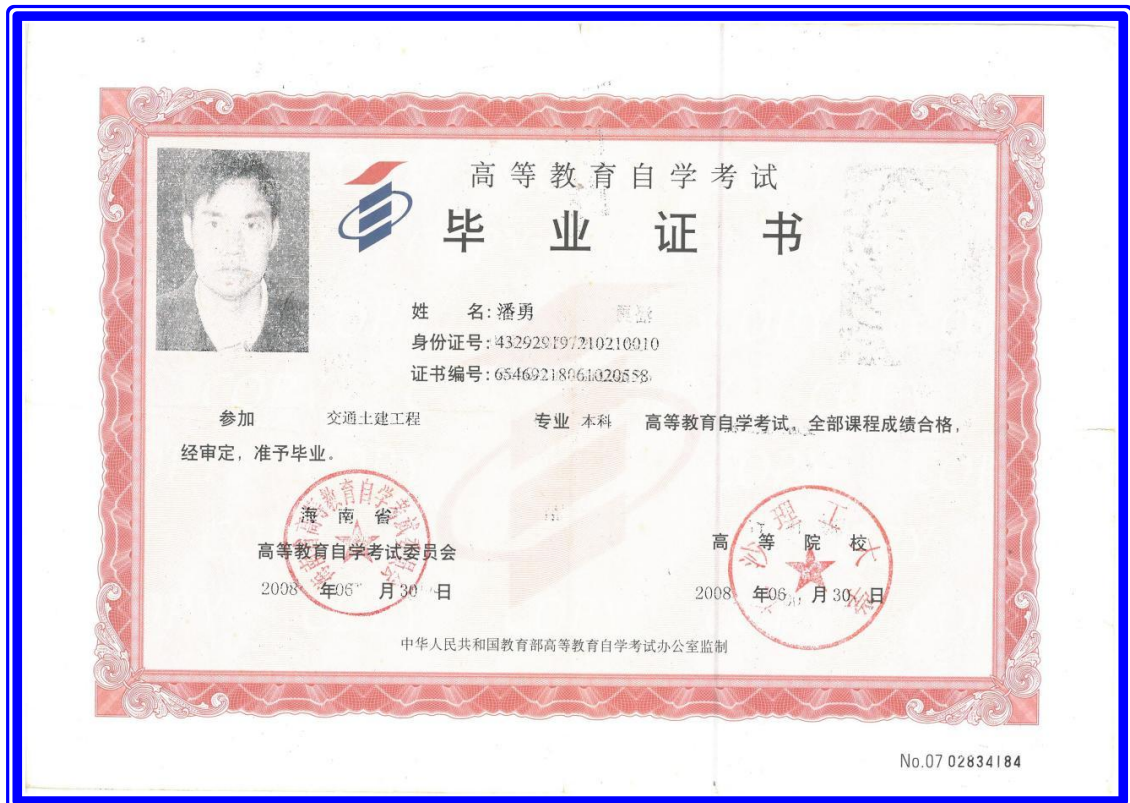 高等教育自学考试
毕业证书
姓 名:潘勇
身份证号:432929197210210010
证书编号:65469218061020558
参加 交通土建工程 专业 本科 高等教育自学考试,全部课程成绩合格,
经审定,准予毕业。
海南省
高等教育自学考试委员会
2008 年06 月30 日
高等院校
2008 年06 月30 日
中华人民共和国教育部高等教育自学考试办公室监制
No.07 02834184